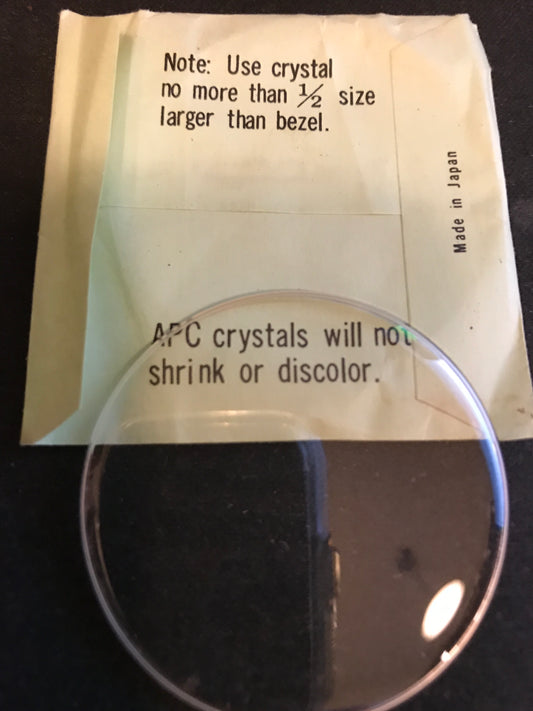 Note: Use crystal
no more than ½ size
larger than bezel.
Made in Japan
APC crystals will not
shrink or discolor.